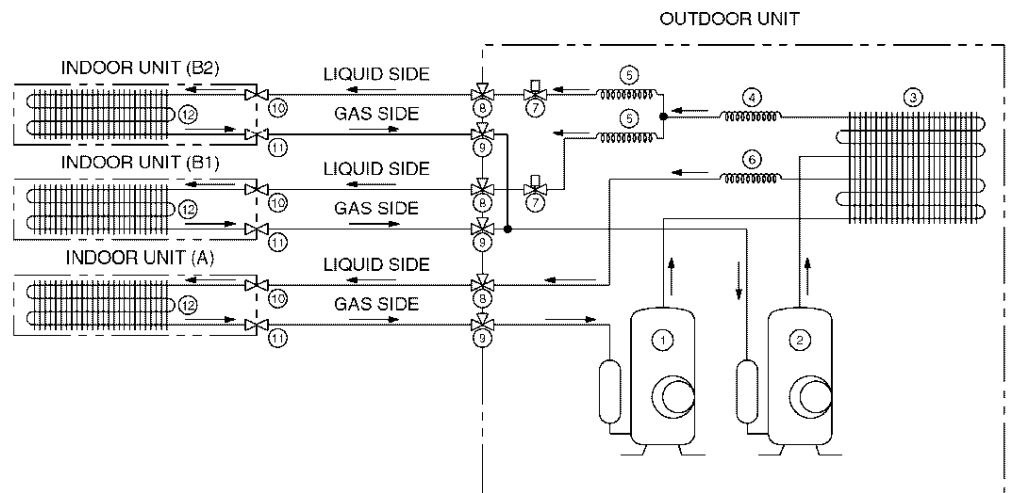 OUTDOOR UNIT
INDOOR UNIT (B2)
LIQUID SIDE
5
4
3
12
10
8
7
GAS SIDE
5
6
11
9
INDOOR UNIT (B1)
LIQUID SIDE
12
10
8
7
GAS SIDE
11
9
INDOOR UNIT (A)
LIQUID SIDE
12
10
8
GAS SIDE
11
9
1
2